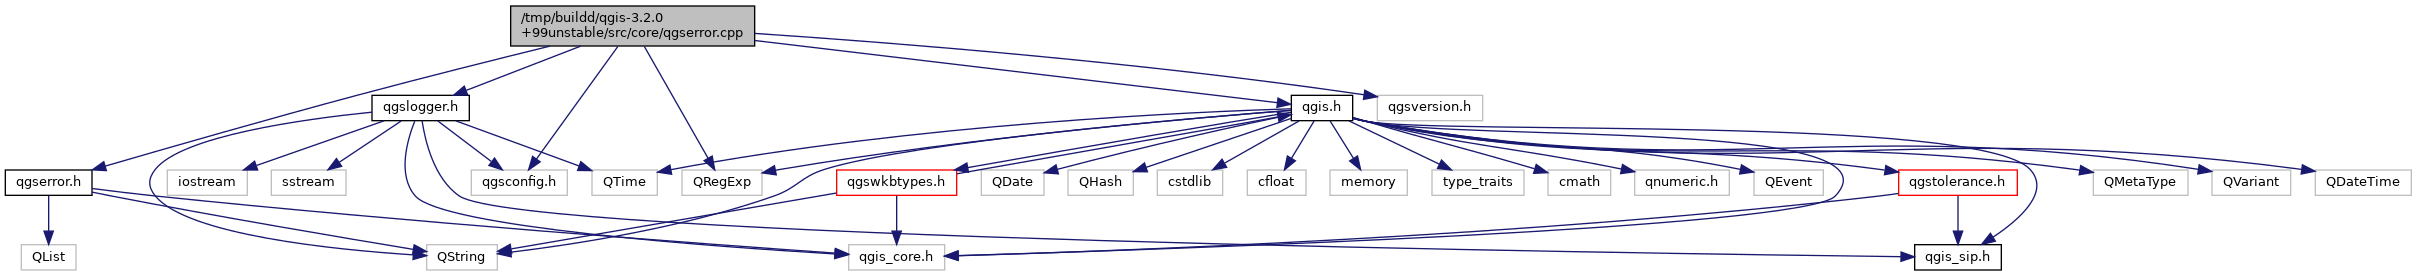 /tmp/buildd/qgis-3.2.0
+99unstable/src/core/qgserror.cpp
qgslogger.h
qgis.h
qgsversion.h
qgserror.h
iostream
sstream
qgsconfig.h
QTime
QRegExp
qgswkbtypes.h
QDate
QHash
cstdlib
cfloat
memory
type_traits
cmath
qnumeric.h
QEvent
qgstolerance.h
QMetaType
QVariant
QDateTime
QList
QString
qgis_core.h
qgis_sip.h